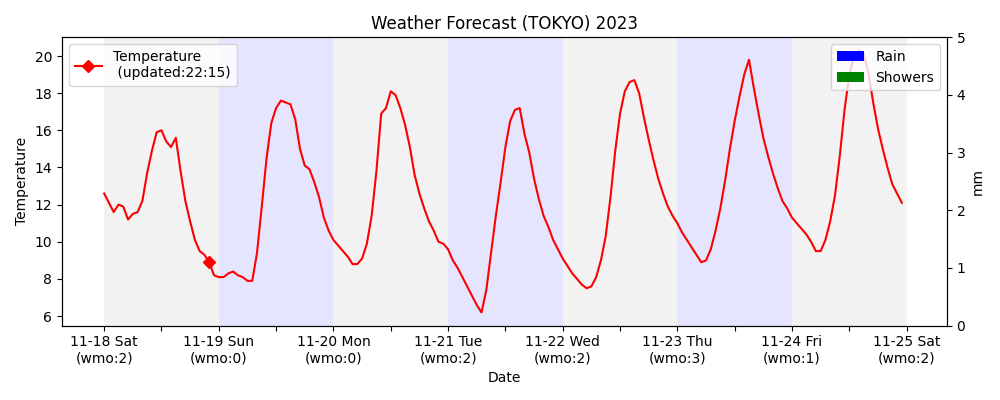 Weather Forecast (TOKYO) 2023
Temperature
(updated:22:15)
Rain
Showers
20
18
16
14
12
10
8
6
Temperature
5
4
3
2
1
0
mm
11-18 Sat
(wmo:2)
11-19 Sun
(wmo:0)
11-20 Mon
(wmo:0)
11-21 Tue
(wmo:2)
11-22 Wed
(wmo:2)
11-23 Thu
(wmo:3)
11-24 Fri
(wmo:1)
11-25 Sat
(wmo:2)
Date